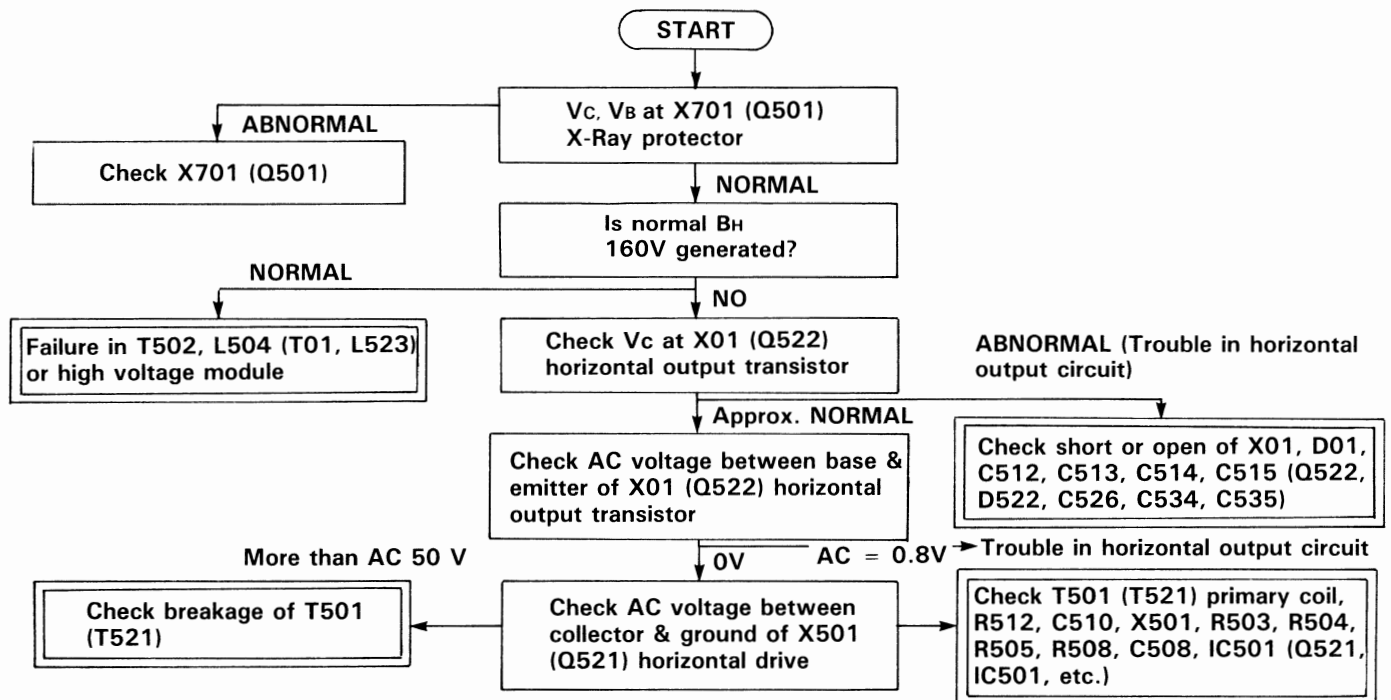 START
Vc, VB at X701 (Q501)
X-Ray protector
ABNORMAL
Check X701 (Q501)
NORMAL
Is normal BH
160V generated?
NORMAL
NO
Failure in T502, L504 (T01, L523)
or high voltage module
Check Vc at X01 (Q522)
horizontal output transistor
ABNORMAL (Trouble in horizontal
output circuit)
Approx. NORMAL
Check short or open of X01, D01,
C512, C513, C514, C515 (Q522,
D522, C526, C534, C535)
Check AC voltage between base &
emitter of X01 (Q522) horizontal
output transistor
More than AC 50 V
0V
AC = 0.8V
Trouble in horizontal output circuit
Check breakage of T501
(T521)
Check AC voltage between
collector & ground of X501
(Q521) horizontal drive
Check T501 (T521) primary coil,
R512, C510, X501, R503, R504,
R505, R508, C508, IC501 (Q521,
IC501, etc.)